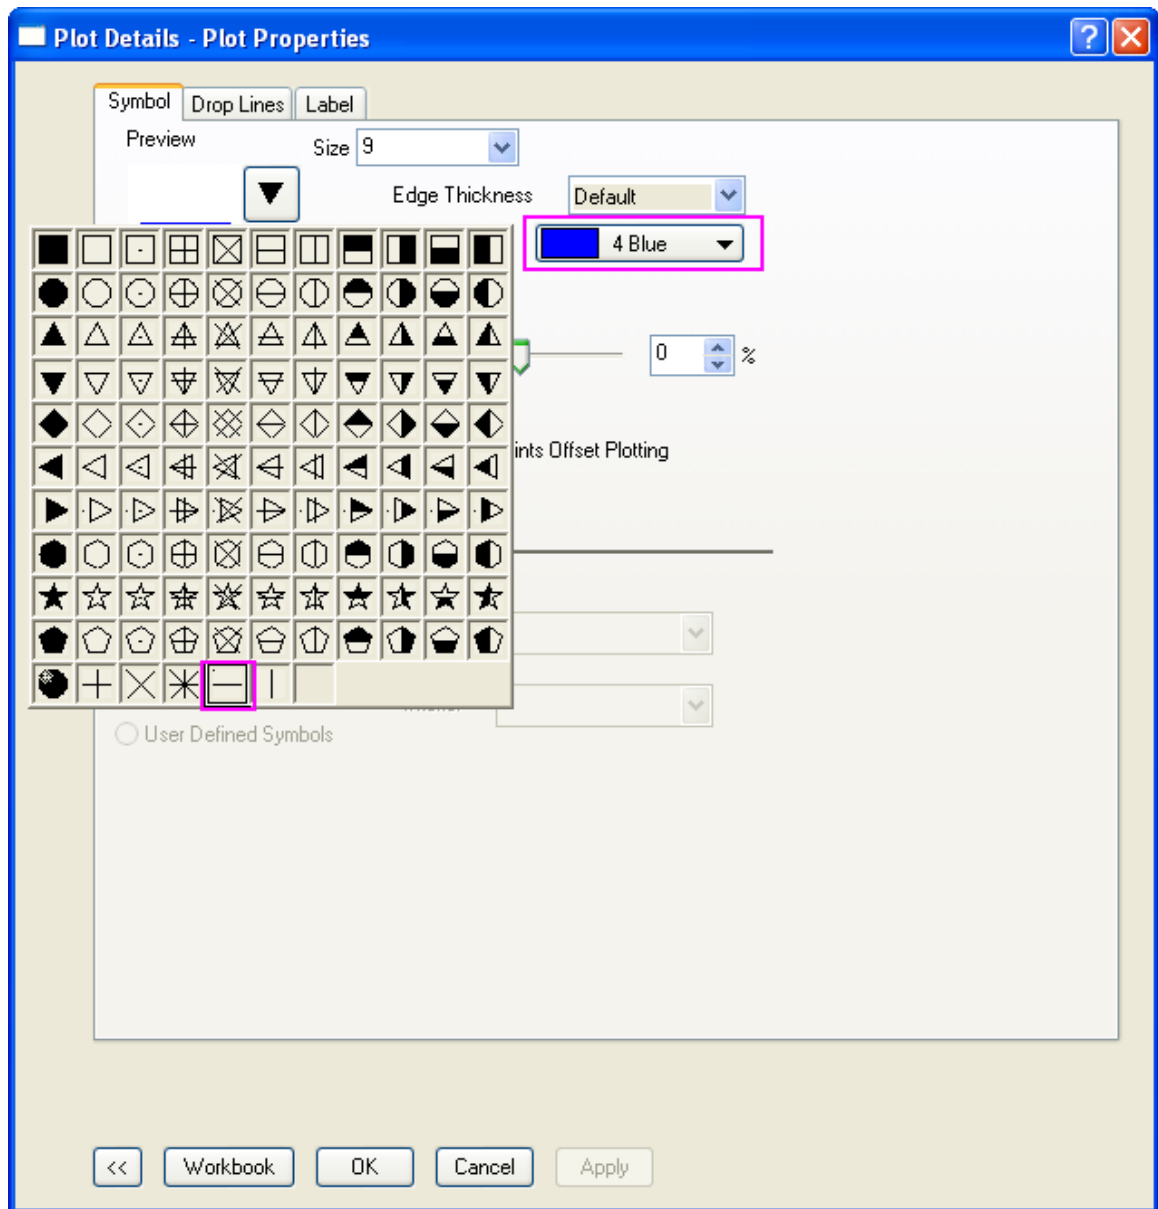 Plot Details - Plot Properties
Symbol Drop Lines Label
Preview Size 9
Edge Thickness Default
4 Blue
0 %
ints Offset Plotting
User Defined Symbols
<< Workbook OK Cancel Apply